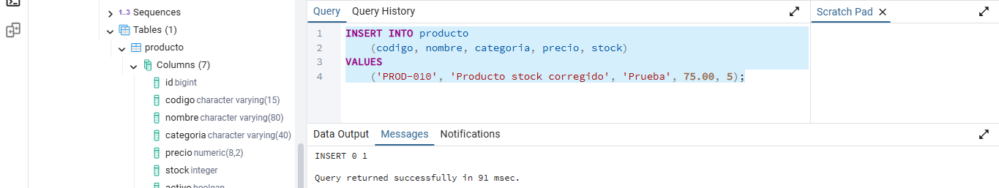 1..3 Sequences
Tables (1)
producto
Columns (7)
id bigint
codigo character varying(15)
nombre character varying(80)
categoria character varying(40)
precio numeric(8,2)
stock integer
activo boolean
Query Query History
Scratch Pad
1 INSERT INTO producto
2 (codigo, nombre, categoria, precio, stock)
3 VALUES
4 ('PROD-010', 'Producto stock corregido', 'Prueba', 75.00, 5);
Data Output Messages Notifications
INSERT 0 1
Query returned successfully in 91 msec.